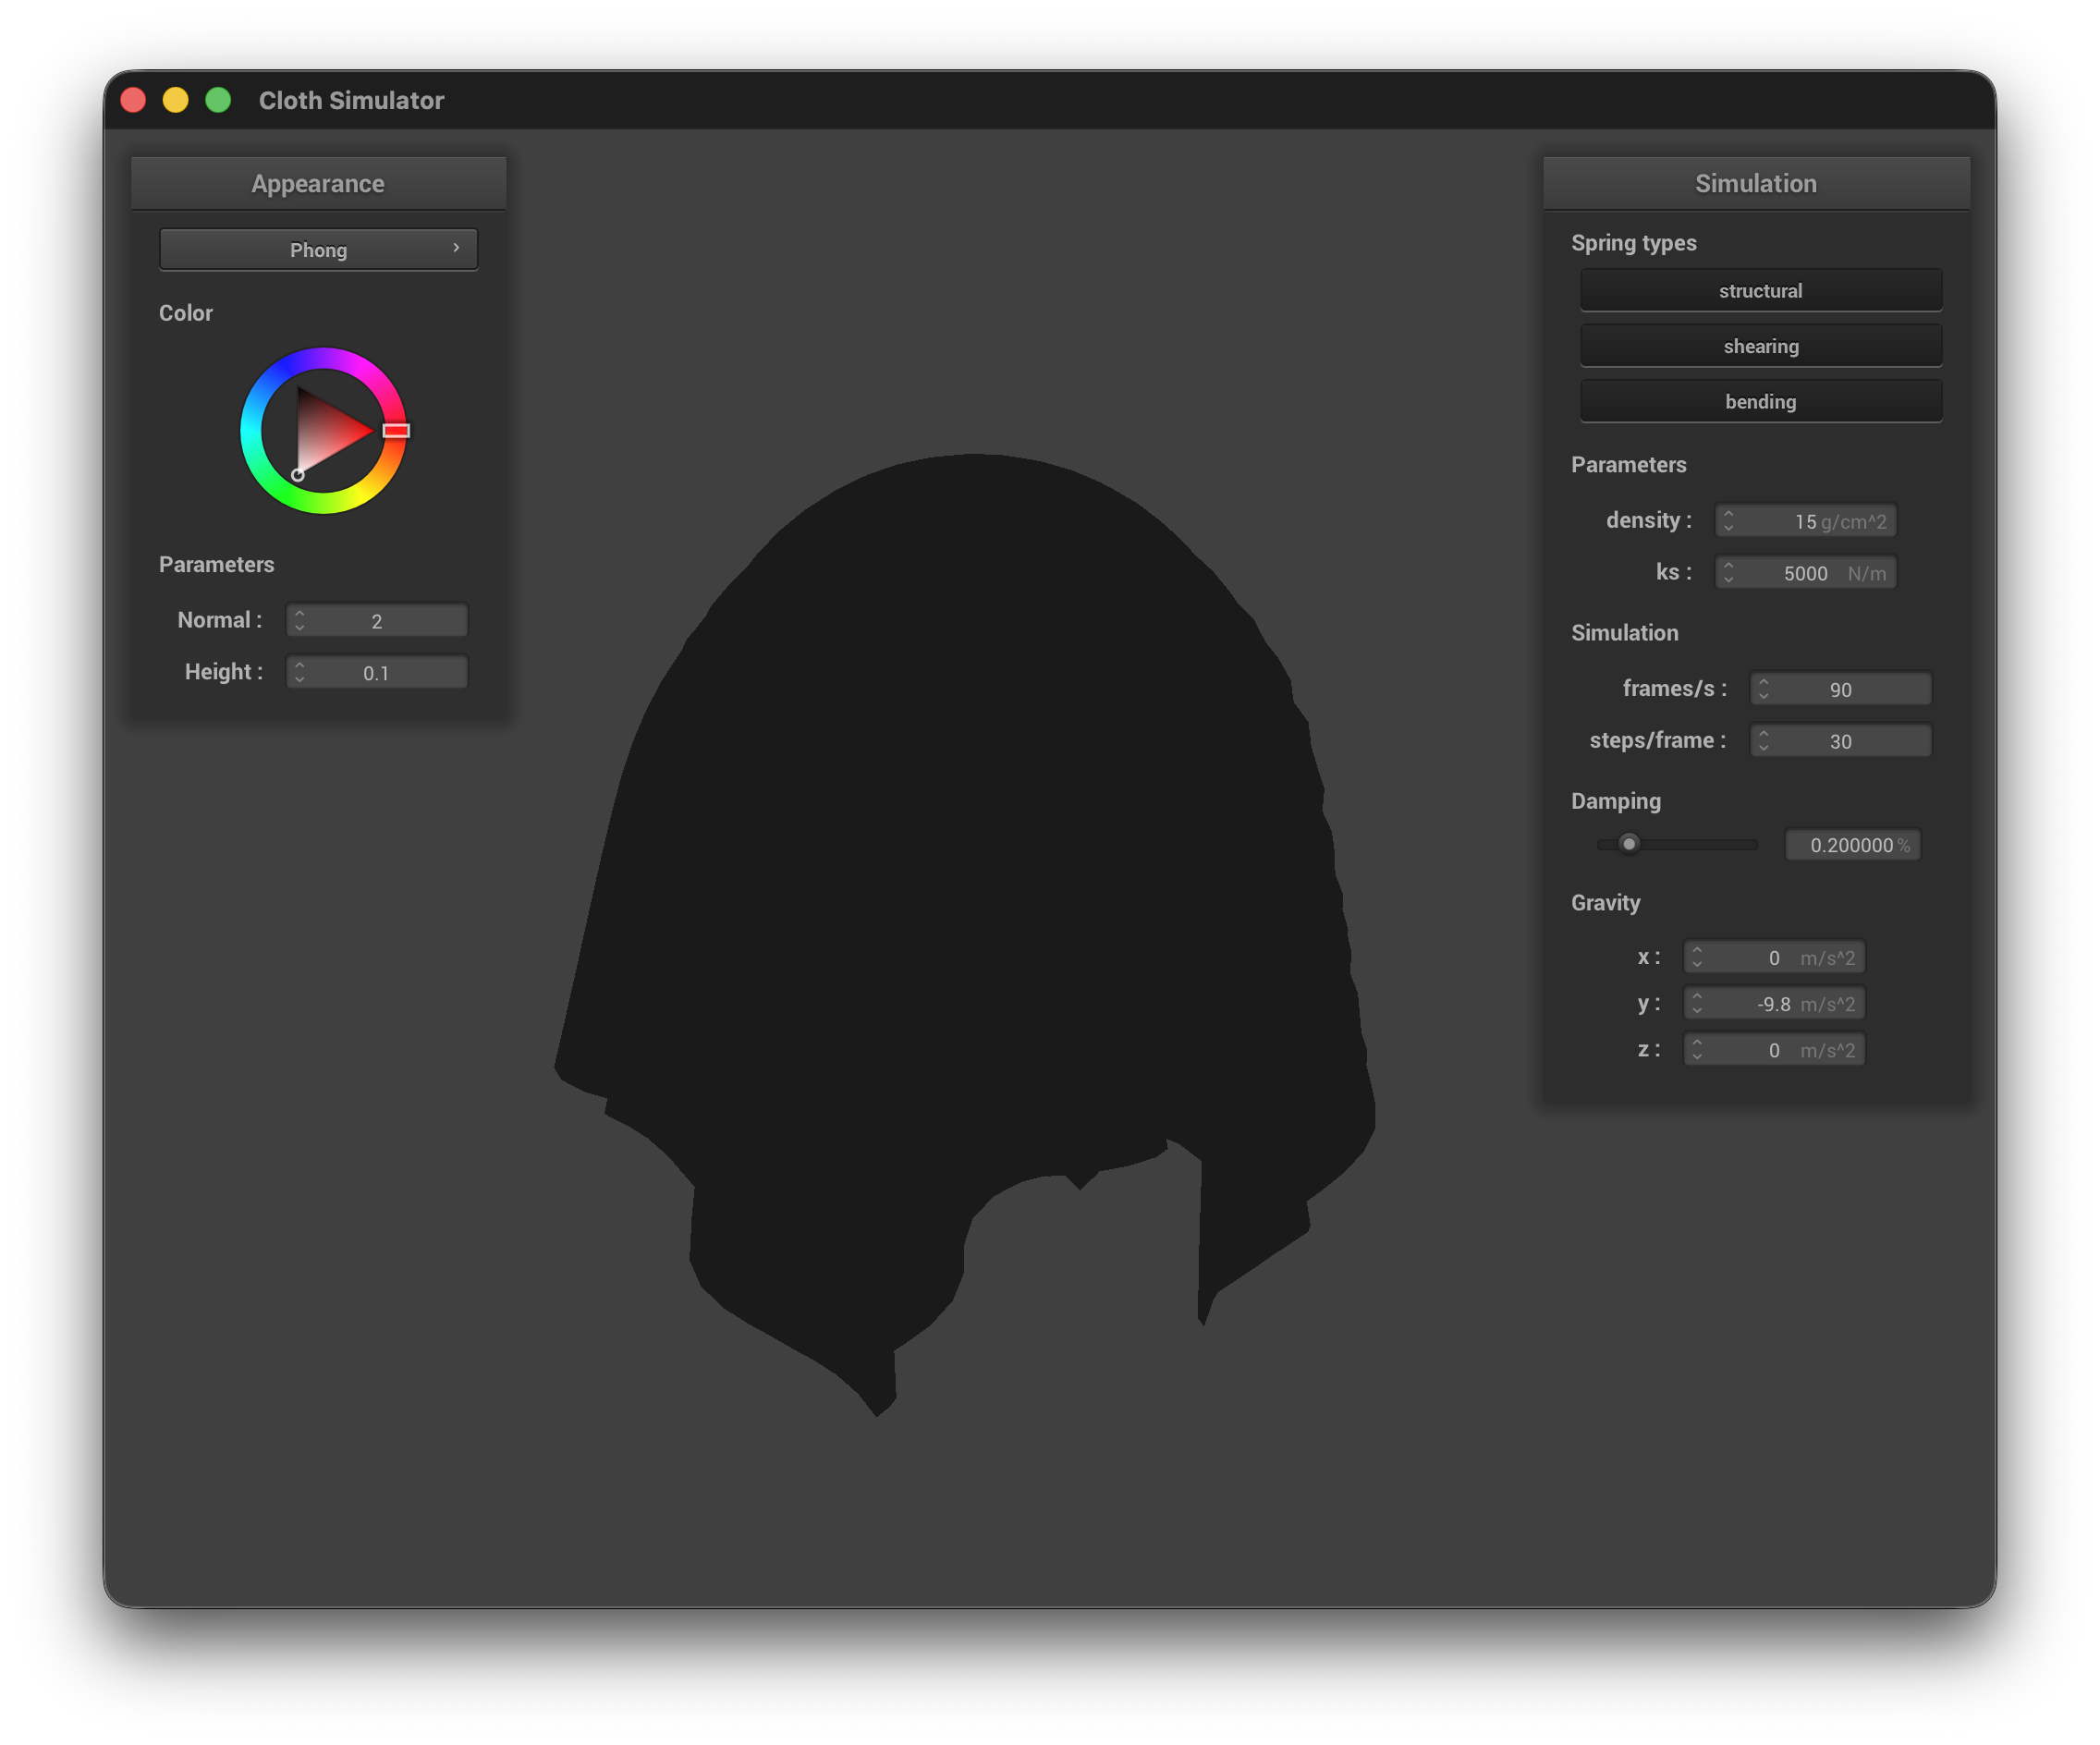 Cloth Simulator
Appearance
Phong
Color
Parameters
Normal : 2
Height : 0.1
Simulation
Spring types
structural
shearing
bending
Parameters
density : 15 g/cm^2
ks : 5000 N/m
Simulation
frames/s : 90
steps/frame : 30
Damping
0.200000 %
Gravity
x : 0 m/s^2
y : -9.8 m/s^2
z : 0 m/s^2